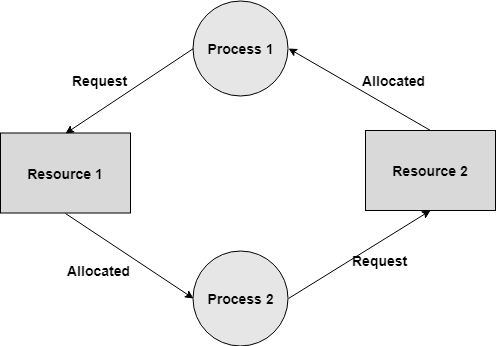 Process 1
Request
Allocated
Resource 1
Resource 2
Allocated
Request
Process 2